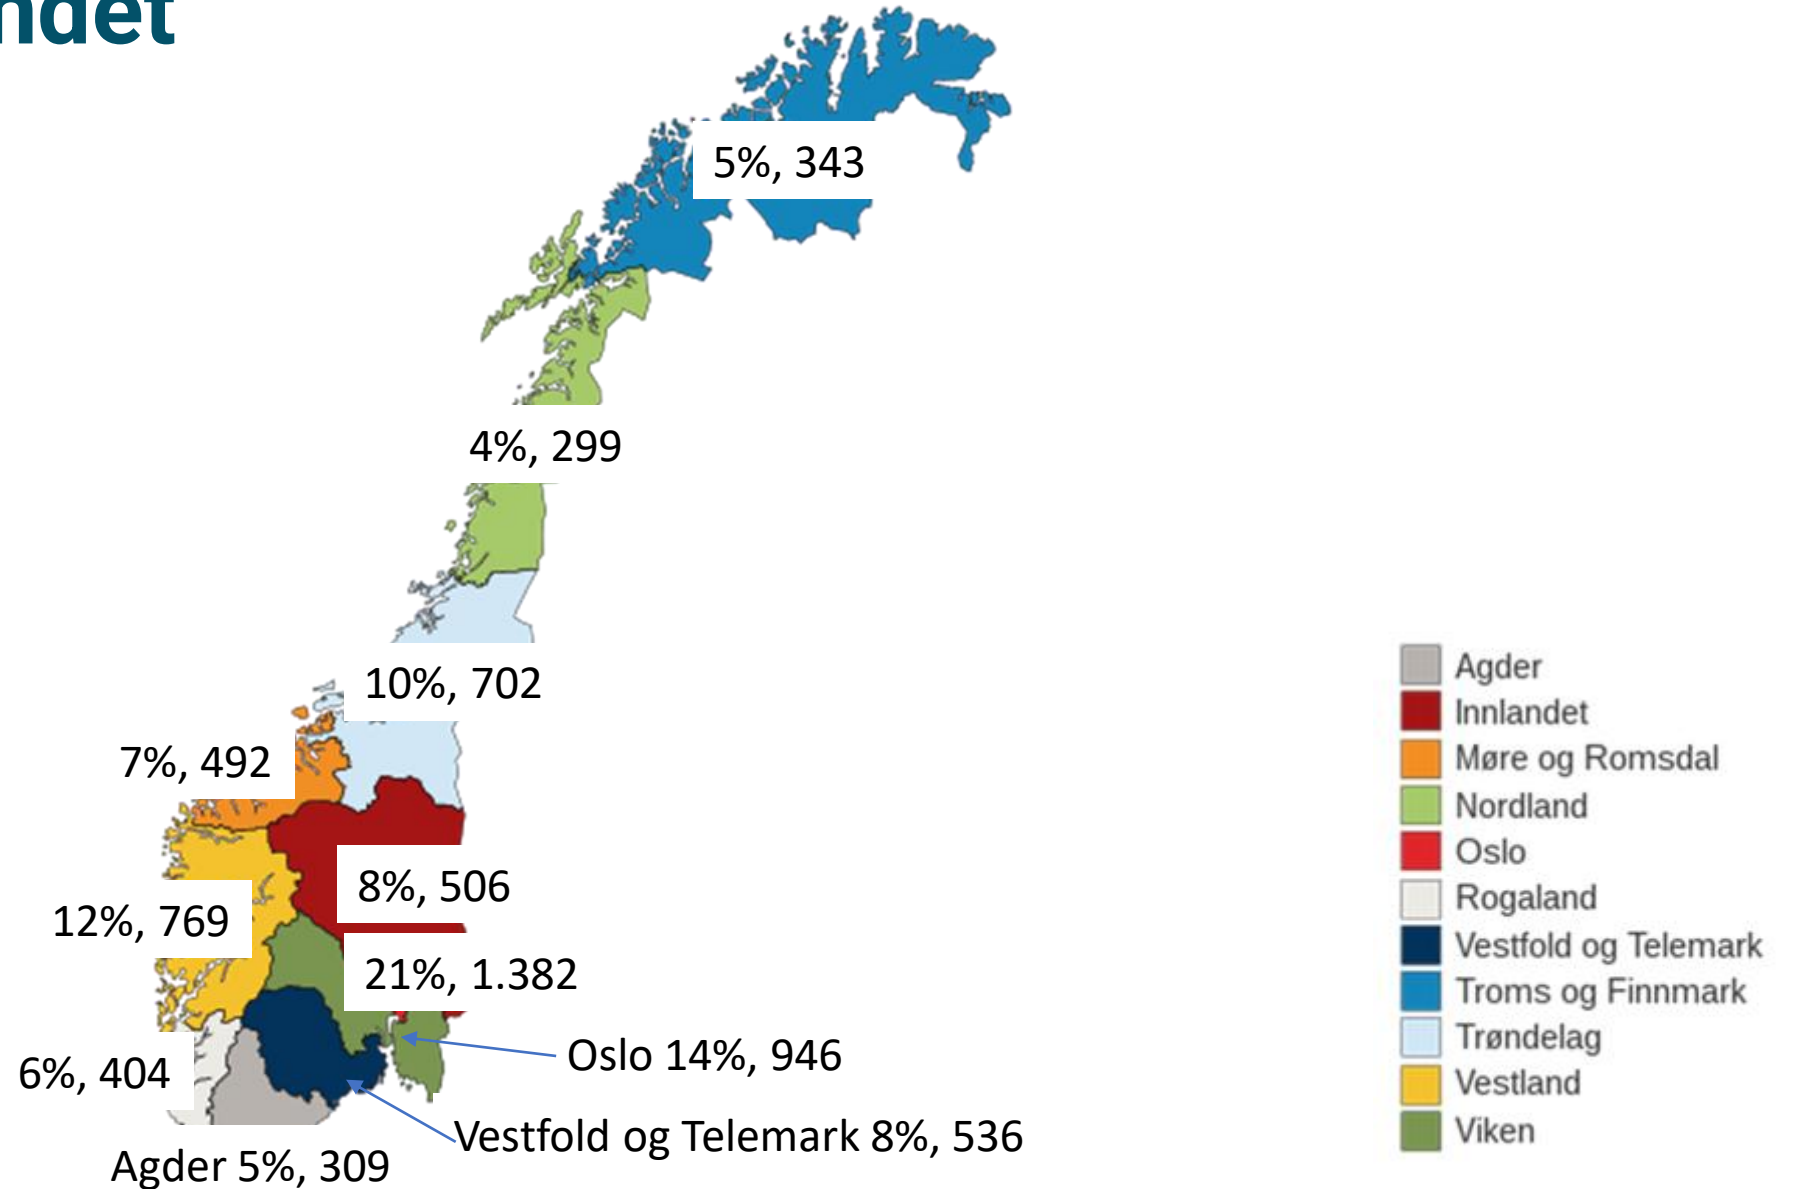 ndet
5%, 343
4%, 299
10%, 702
7%, 492
8%, 506
12%, 769
21%, 1.382
Oslo 14%, 946
6%, 404
Vestfold og Telemark 8%, 536
Agder 5%, 309
Agder
Innlandet
Møre og Romsdal
Nordland
Oslo
Rogaland
Vestfold og Telemark
Troms og Finnmark
Trøndelag
Vestland
Viken